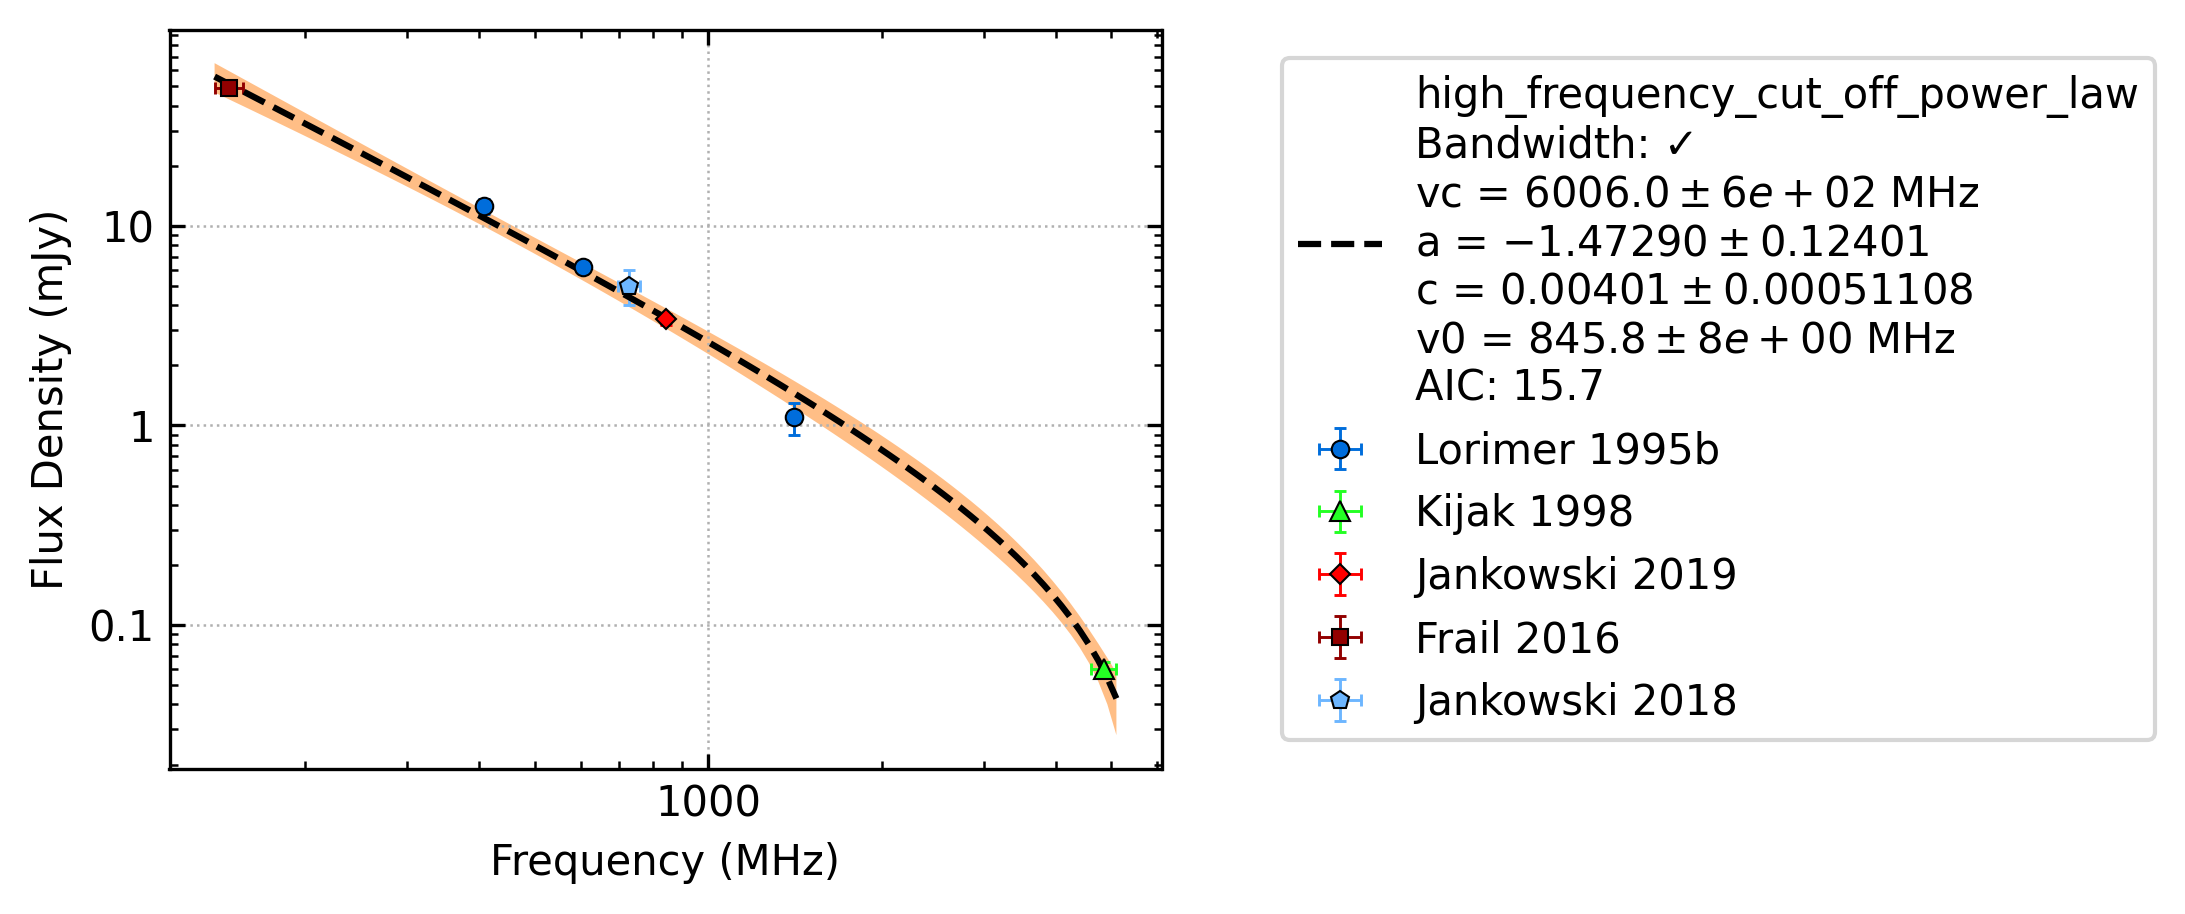 10
1
0.1
Flux Density (mJy)
1000
Frequency (MHz)
high_frequency_cut_off_power_law
Bandwidth: ✓
vc = 6006.0 ± 6e + 02 MHz
a = −1.47290 ± 0.12401
c = 0.00401 ± 0.00051108
v0 = 845.8 ± 8e + 00 MHz
AIC: 15.7
Lorimer 1995b
Kijak 1998
Jankowski 2019
Frail 2016
Jankowski 2018